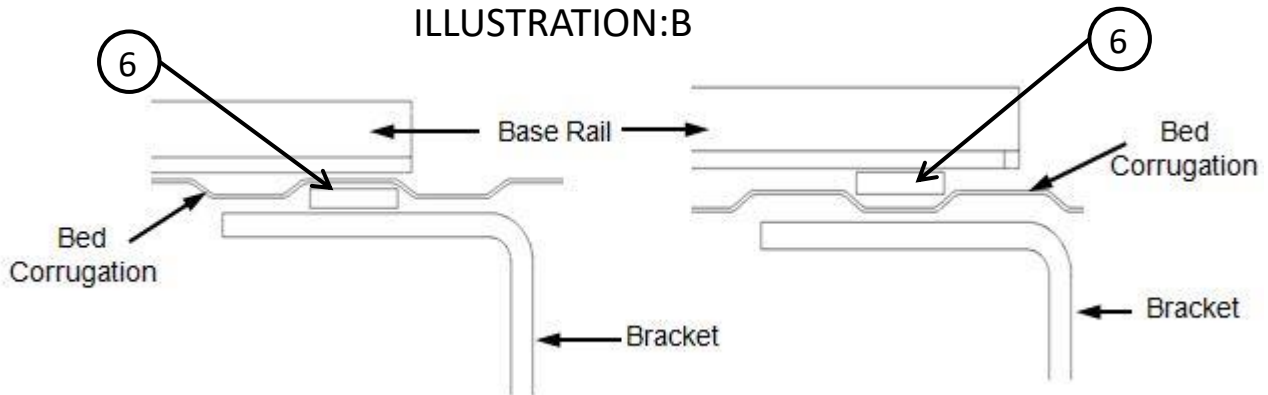 ILLUSTRATION:B
6
6
Base Rail
Bed
Corrugation
Bed
Corrugation
Bracket
Bracket